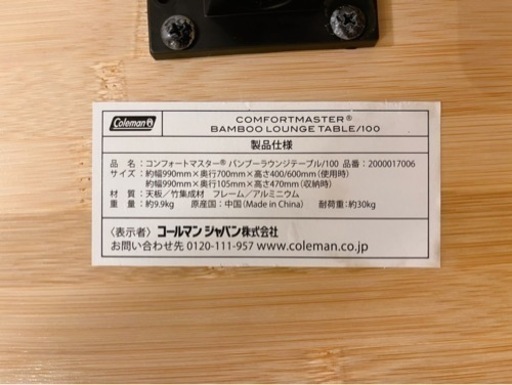 Coleman
COMFORTMASTER®
BAMBOO LOUNGE TABLE/100
製品仕様
品 名：コンフォートマスター® バンブーラウンジテーブル/100 品番：2000017006
サイズ：約幅990mm×奥行700mm×高さ400/600mm（使用時）
約幅990mm×奥行105mm×高さ470mm（収納時）
材 質：天板／竹集成材 フレーム／アルミニウム
重 量：約9.9kg 原産国：中国（Made in China） 耐荷重：約30kg
〈表示者〉コールマン ジャパン株式会社
お問い合わせ先 0120-111-957 www.coleman.co.jp